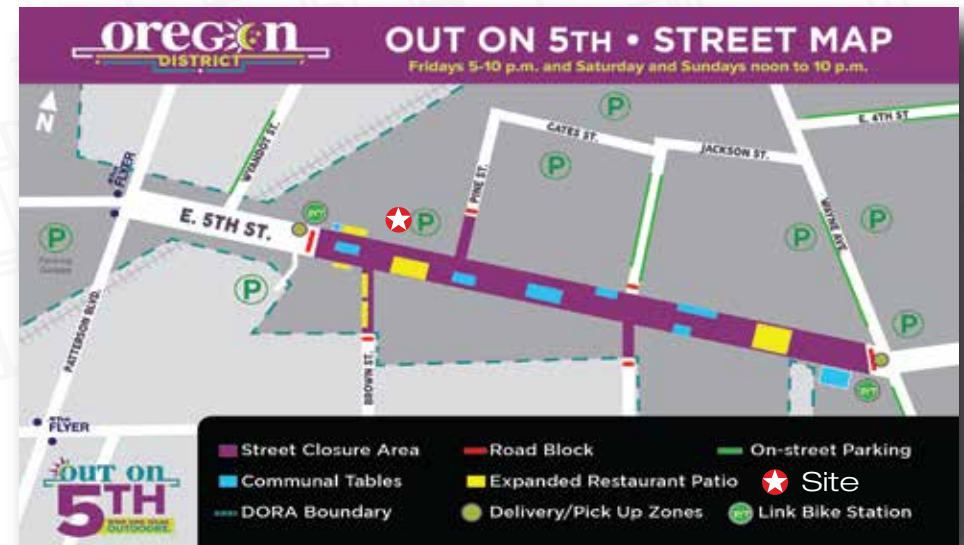 oregon
DISTRICT
OUT ON 5TH • STREET MAP
Fridays 5-10 p.m. and Saturday and Sundays noon to 10 p.m.
N
P
E. 4TH ST
GATES ST.
JACKSON ST.
WYANDOT ST.
P
PINE ST.
FLYER
E. 5TH ST.
P
WAYNE AVE
P
P
P
Parking
Garage
P
P
PATTERSON BLVD.
BROWN ST.
FLYER
Street Closure Area
Road Block
On-street Parking
Communal Tables
Expanded Restaurant Patio
Site
DORA Boundary
Delivery/Pick Up Zones
Link Bike Station
out on
5TH
OUTDOORS.